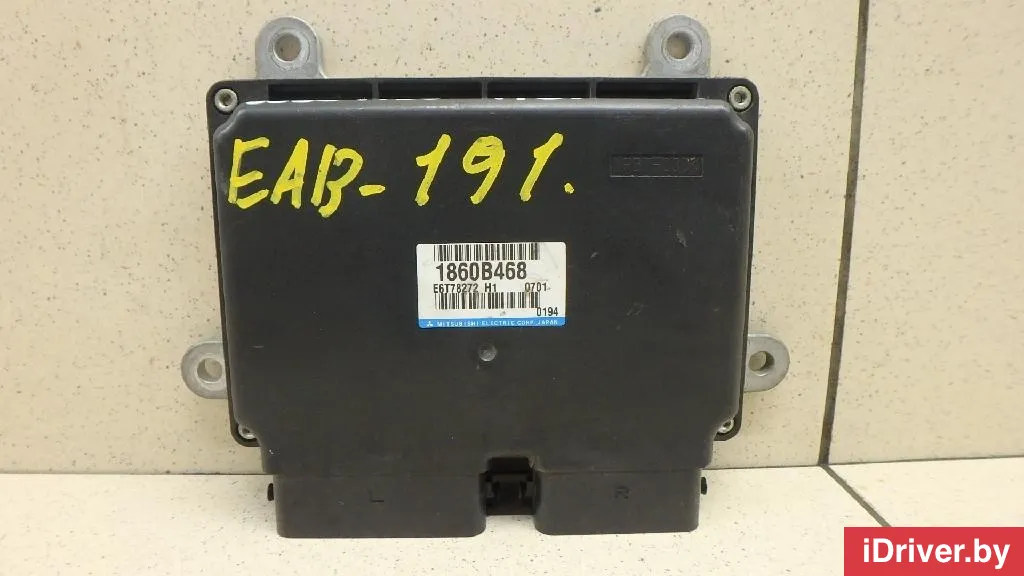 EAB-191.
1860B468
E6T78272 H1 0701
0194
MITSUBISHI ELECTRIC CORP. JAPAN
L R
iDriver.by